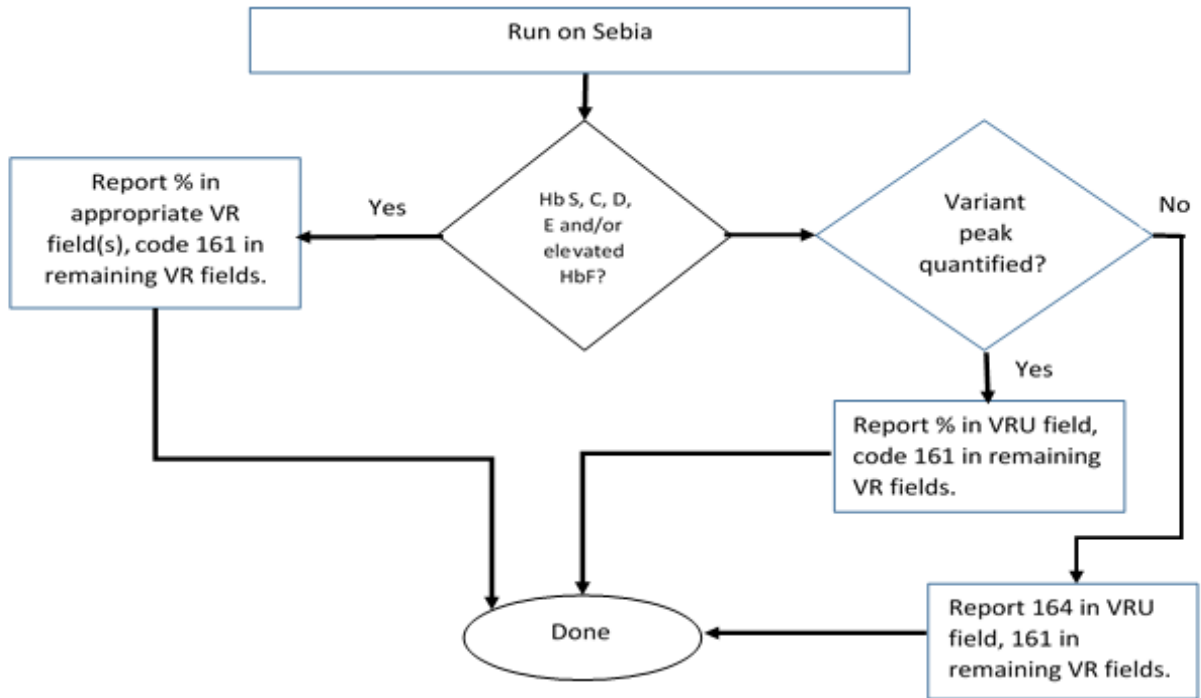 Run on Sebia
Report % in
appropriate VR
field(s), code 161 in
remaining VR fields.
Yes
Hb S, C, D,
E and/or
elevated
HbF?
Variant
peak
quantified?
No
Yes
Report % in VRU field,
code 161 in remaining
VR fields.
Report 164 in VRU
field, 161 in
remaining VR fields.
Done